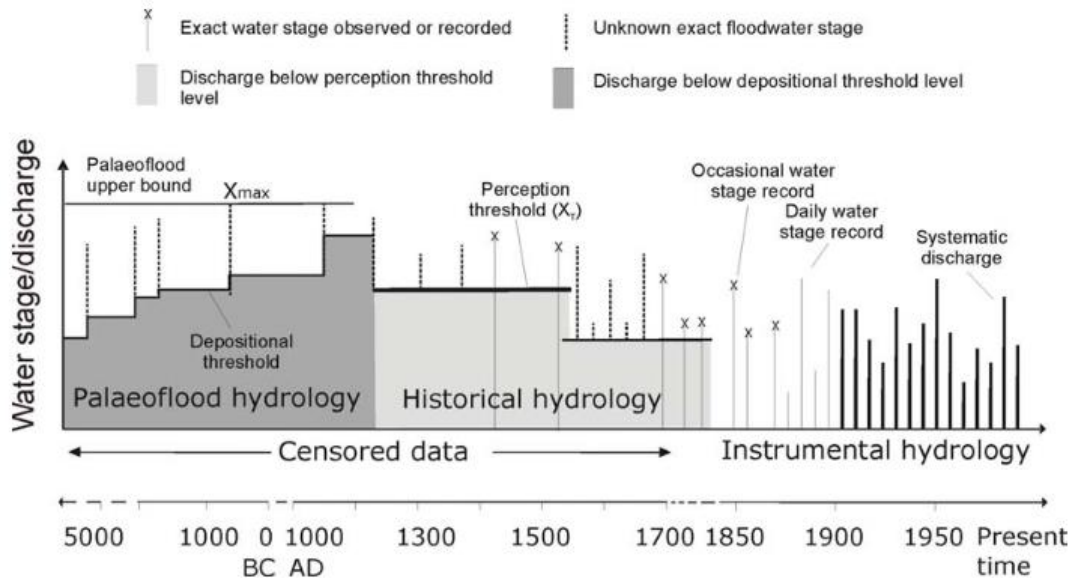 x
Exact water stage observed or recorded
Unknown exact floodwater stage
Discharge below perception threshold
level
Discharge below depositional threshold level
Water stage/discharge
Palaeoflood
upper bound
Xmax
Perception
threshold (XT)
Occasional water
stage record
Daily water
stage record
Systematic
discharge
x
x
x
x
x
x
x
x
Depositional
threshold
Palaeoflood hydrology
Historical hydrology
Censored data
Instrumental hydrology
5000 1000 0 1000 1300 1500 1700 1850 1900 1950 Present
BC AD time